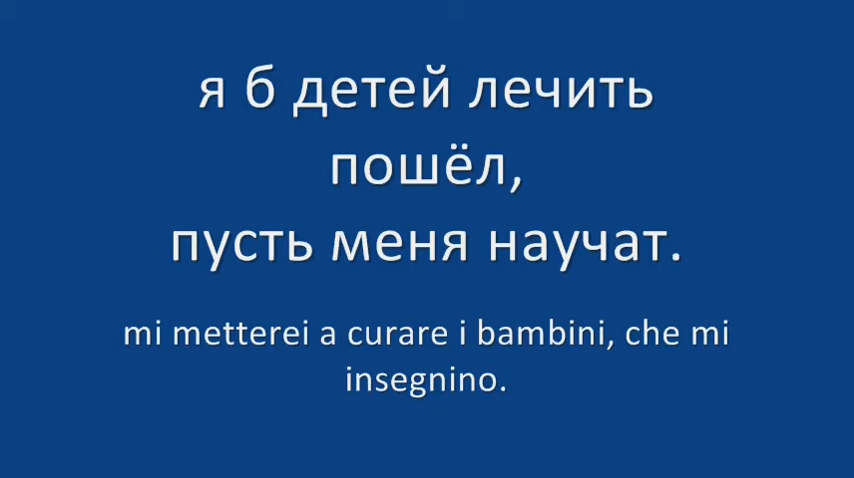 я б детей лечить
пошёл,
пусть меня научат.
mi metterei a curare i bambini, che mi
insegnino.